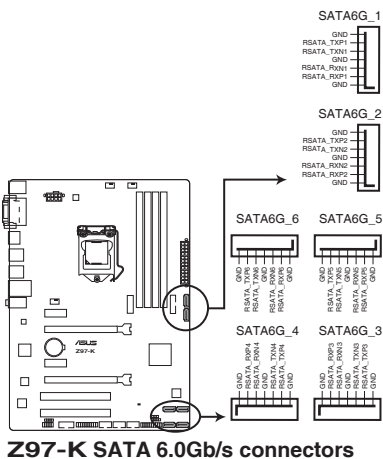 SATA6G_1
GND
RSATA_TXP1
RSATA_TXN1
GND
RSATA_RXN1
RSATA_RXP1
GND
SATA6G_2
GND
RSATA_TXP2
RSATA_TXN2
GND
RSATA_RXN2
RSATA_RXP2
GND
SATA6G_6
GND
RSATA_TXP6
RSATA_TXN6
GND
RSATA_RXN6
RSATA_RXP6
GND
SATA6G_5
GND
RSATA_TXP5
RSATA_TXN5
GND
RSATA_RXN5
RSATA_RXP5
GND
SATA6G_4
GND
RSATA_RXP4
RSATA_RXN4
GND
RSATA_TXN4
RSATA_TXP4
GND
SATA6G_3
GND
RSATA_RXP3
RSATA_RXN3
GND
RSATA_TXN3
RSATA_TXP3
GND
ASUS
Z97-K
Z97-K SATA 6.0Gb/s connectors